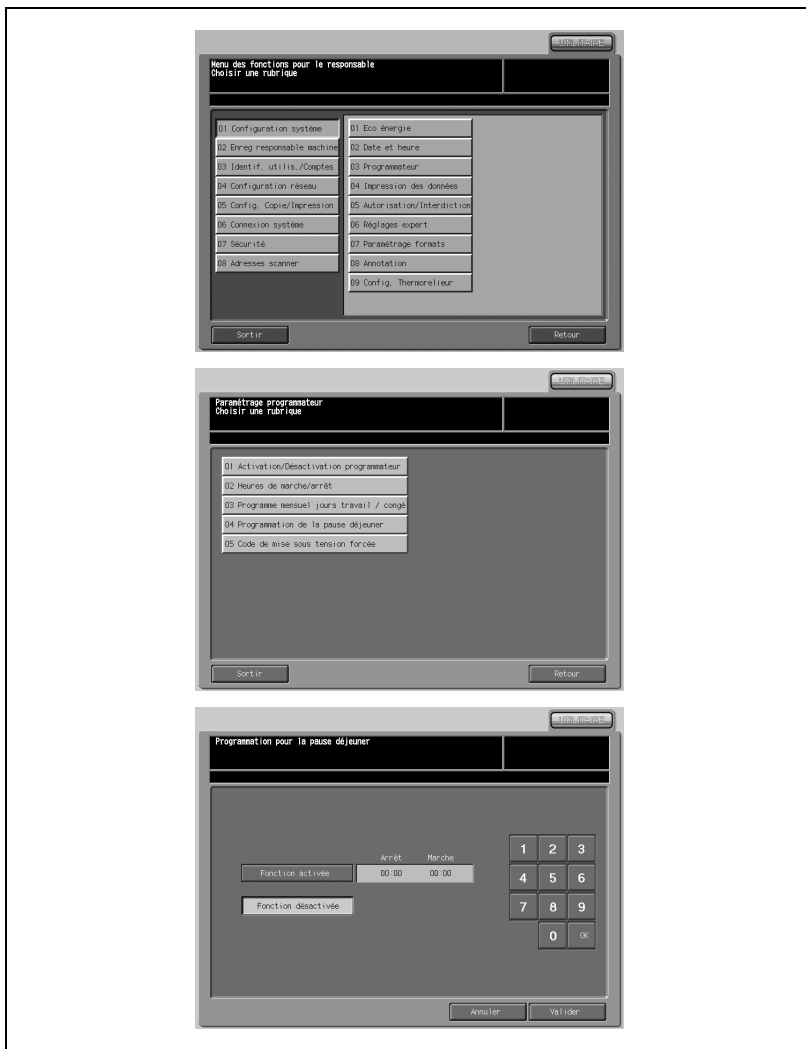 UTILITAIRE
Menu des fonctions pour le responsable
Choisir une rubrique
01 Configuration système
02 Enreg responsable machine
03 Identif. utilis./Comptes
04 Configuration réseau
05 Config. Copie/Impression
06 Connexion système
07 Sécurité
08 Adresses scanner
01 Eco énergie
02 Date et heure
03 Programmateur
04 Impression des données
05 Autorisation/Interdiction
06 Réglages expert
07 Paramétrage formats
08 Annotation
09 Config. Thermorelieur
Sortir
Retour
UTILITAIRE
Paramétrage programmateur
Choisir une rubrique
01 Activation/Désactivation programmateur
02 Heures de marche/arrêt
03 Programme mensuel jours travail / congé
04 Programmation de la pause déjeuner
05 Code de mise sous tension forcée
Sortir
Retour
UTILITAIRE
Programmation pour la pause déjeuner
Arrêt Marche
Fonction activée 00:00 00:00
Fonction désactivée
1 2 3
4 5 6
7 8 9
0 OK
Annuler
Valider